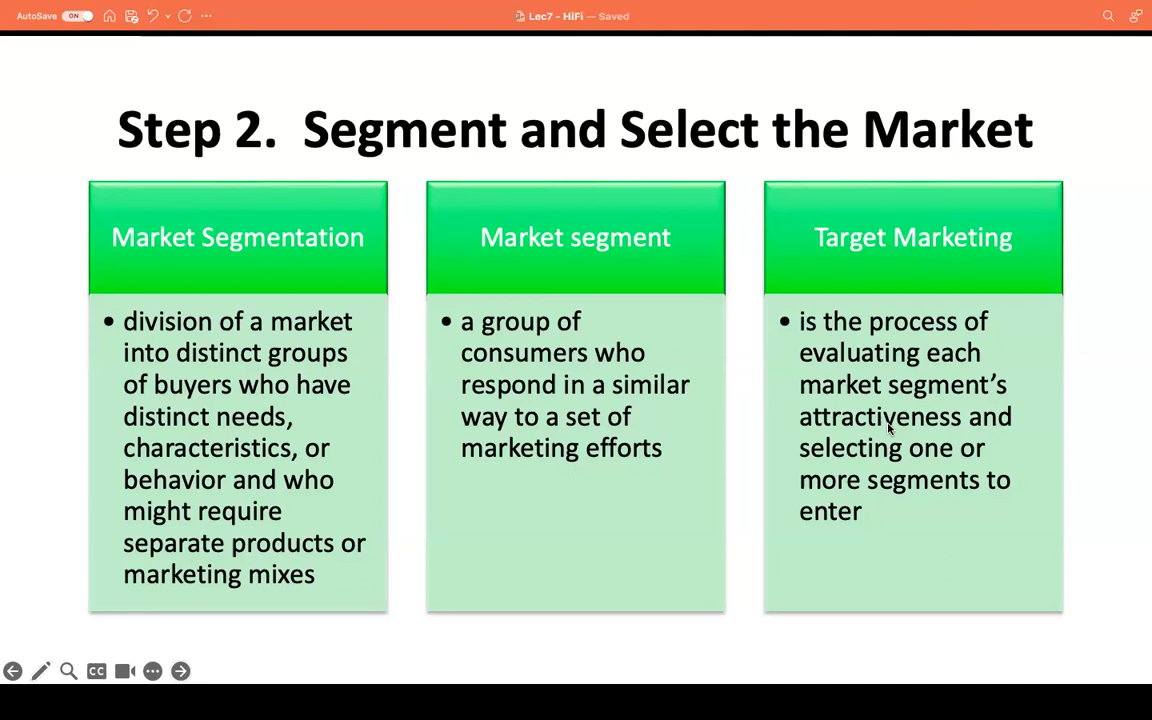 AutoSave ON
Lec7 - HiFi — Saved
Step 2. Segment and Select the Market
Market Segmentation
• division of a market
into distinct groups
of buyers who have
distinct needs,
characteristics, or
behavior and who
might require
separate products or
marketing mixes
Market segment
• a group of
consumers who
respond in a similar
way to a set of
marketing efforts
Target Marketing
• is the process of
evaluating each
market segment’s
attractiveness and
selecting one or
more segments to
enter
CC